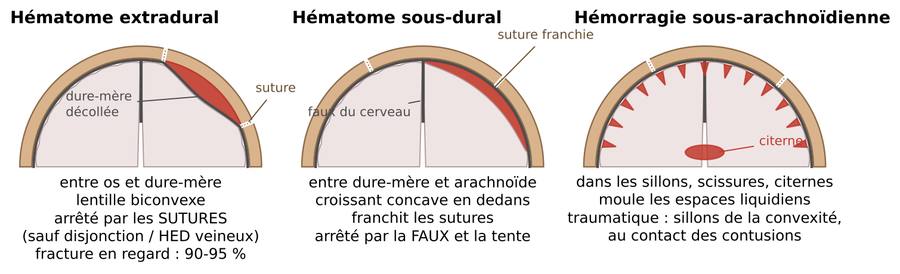 Hématome extradural
dure-mère
décollée
suture
entre os et dure-mère
lentille biconvexe
arrêté par les SUTURES
(sauf disjonction / HED veineux)
fracture en regard : 90-95 %
Hématome sous-dural
suture franchie
faux du cerveau
entre dure-mère et arachnoïde
croissant concave en dedans
franchit les sutures
arrêté par la FAUX et la tente
Hémorragie sous-arachnoïdienne
citerne
dans les sillons, scissures, citernes
moule les espaces liquidiens
traumatique : sillons de la convexité,
au contact des contusions